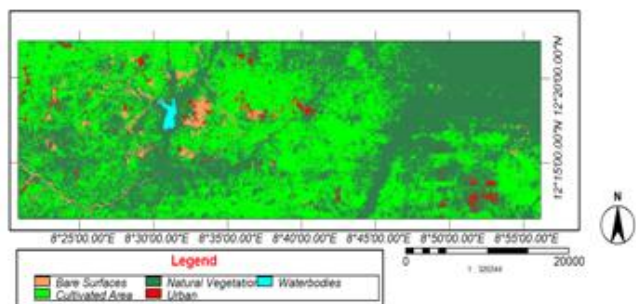 12°20'00.00"N
12°15'00.00"N
8°25'00.00"E 8°30'00.00"E 8°35'00.00"E 8°40'00.00"E 8°45'00.00"E 8°50'00.00"E 8°55'00.00"E
N
Legend
Bare Surfaces Natural Vegetation Waterbodies
Cultivated Area Urban
0 20000